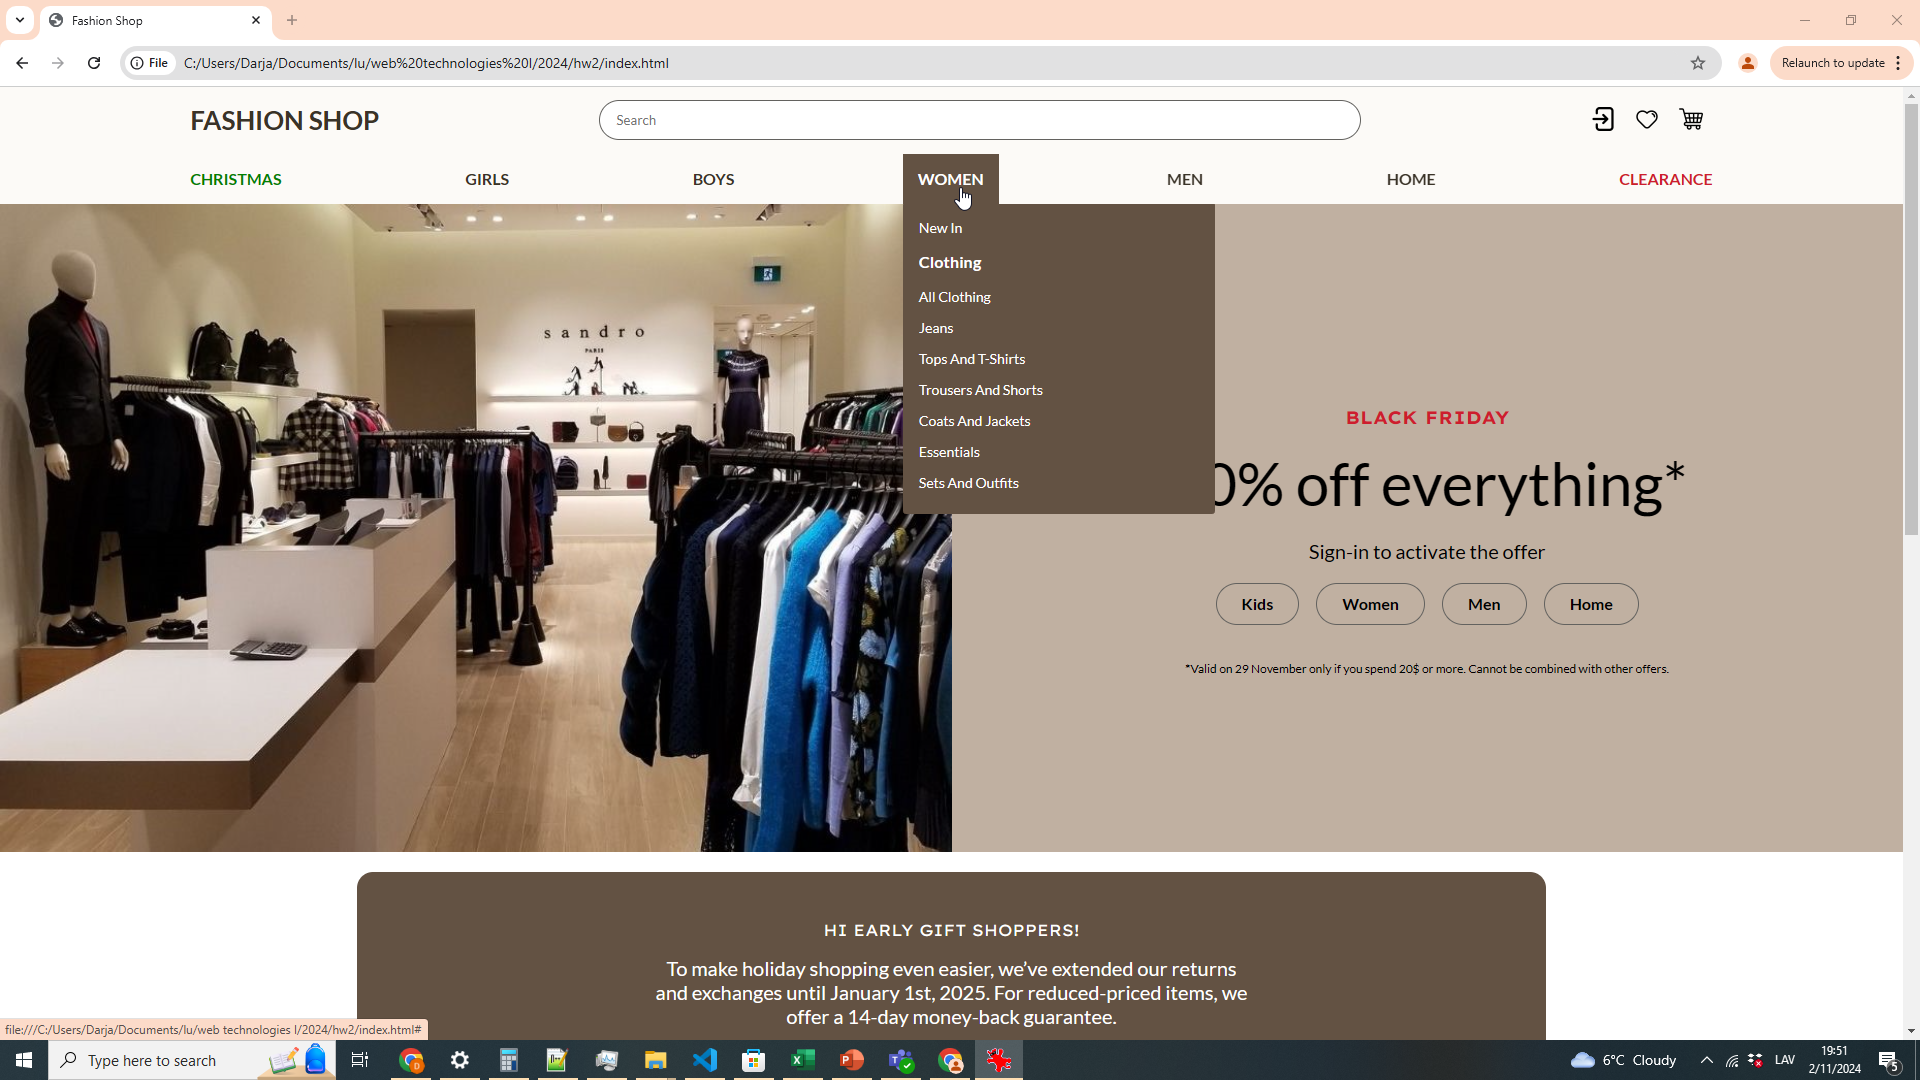 Fashion Shop
File
C:/Users/Darja/Documents/lu/web%20technologies%20I/2024/hw2/index.html
Relaunch to update
FASHION SHOP
Search
CHRISTMAS
GIRLS
BOYS
WOMEN
MEN
HOME
CLEARANCE
New In
Clothing
All Clothing
Jeans
Tops And T-Shirts
Trousers And Shorts
Coats And Jackets
Essentials
Sets And Outfits
sandro
PARIS
BLACK FRIDAY
0% off everything*
Sign-in to activate the offer
Kids
Women
Men
Home
*Valid on 29 November only if you spend 20$ or more. Cannot be combined with other offers.
HI EARLY GIFT SHOPPERS!
To make holiday shopping even easier, we’ve extended our returns
and exchanges until January 1st, 2025. For reduced-priced items, we
offer a 14-day money-back guarantee.
file:///C:/Users/Darja/Documents/lu/web technologies I/2024/hw2/index.html#
Type here to search
6°C Cloudy
LAV
19:51
2/11/2024
5